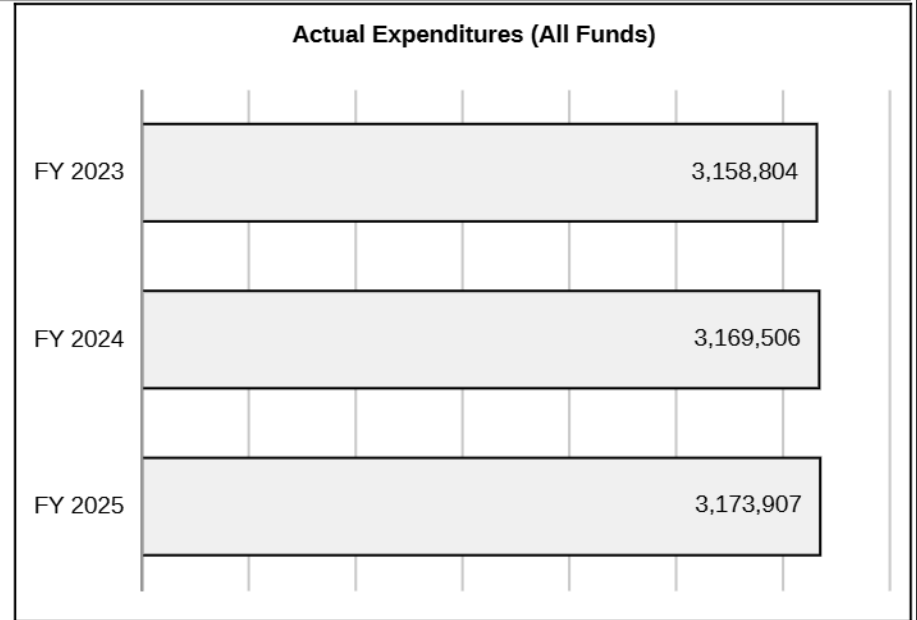 Actual Expenditures (All Funds)
FY 2023 3,158,804
FY 2024 3,169,506
FY 2025 3,173,907